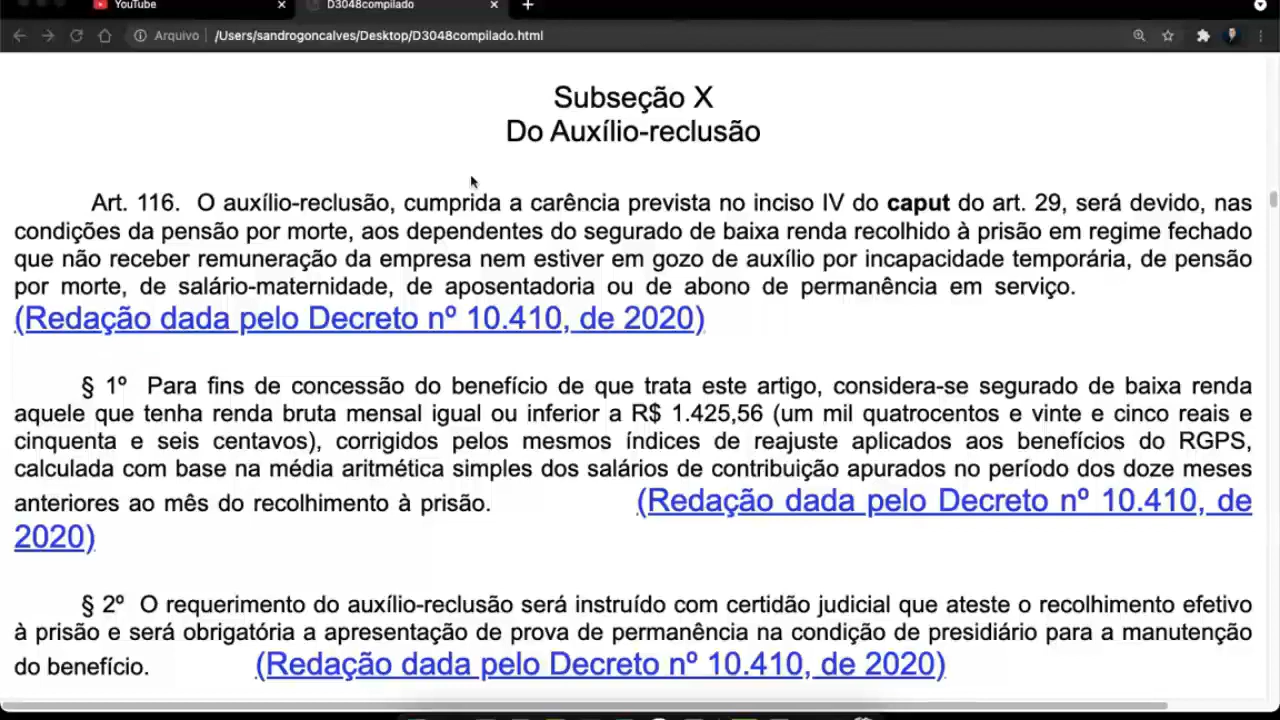 YouTube
D3048compilado
Arquivo
/Users/sandrogoncalves/Desktop/D3048compilado.html
Subseção X
Do Auxílio-reclusão
Art. 116. O auxílio-reclusão, cumprida a carência prevista no inciso IV do caput do art. 29, será devido, nas
condições da pensão por morte, aos dependentes do segurado de baixa renda recolhido à prisão em regime fechado
que não receber remuneração da empresa nem estiver em gozo de auxílio por incapacidade temporária, de pensão
por morte, de salário-maternidade, de aposentadoria ou de abono de permanência em serviço.
(Redação dada pelo Decreto nº 10.410, de 2020)
§ 1º Para fins de concessão do benefício de que trata este artigo, considera-se segurado de baixa renda
aquele que tenha renda bruta mensal igual ou inferior a R$ 1.425,56 (um mil quatrocentos e vinte e cinco reais e
cinquenta e seis centavos), corrigidos pelos mesmos índices de reajuste aplicados aos benefícios do RGPS,
calculada com base na média aritmética simples dos salários de contribuição apurados no período dos doze meses
anteriores ao mês do recolhimento à prisão. (Redação dada pelo Decreto nº 10.410, de
2020)
§ 2º O requerimento do auxílio-reclusão será instruído com certidão judicial que ateste o recolhimento efetivo
à prisão e será obrigatória a apresentação de prova de permanência na condição de presidiário para a manutenção
do benefício. (Redação dada pelo Decreto nº 10.410, de 2020)